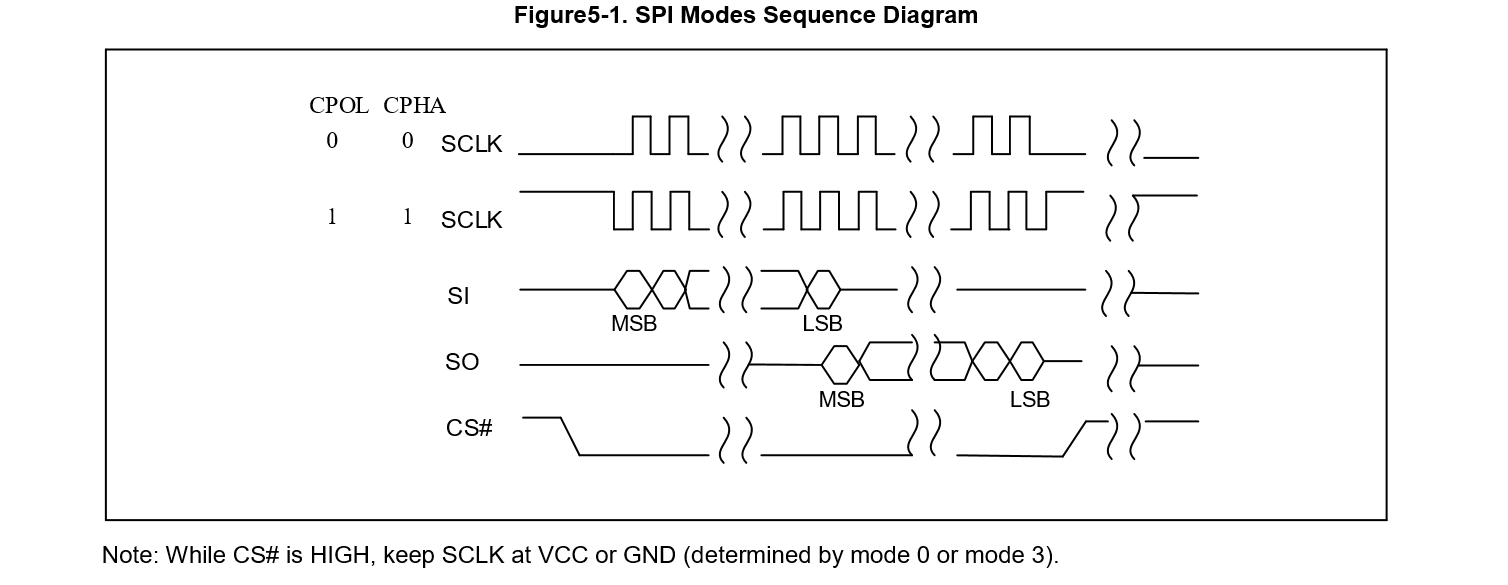 Figure5-1. SPI Modes Sequence Diagram
CPOL CPHA
0 0 SCLK
1 1 SCLK
SI
MSB LSB
SO
MSB LSB
CS#
Note: While CS# is HIGH, keep SCLK at VCC or GND (determined by mode 0 or mode 3).